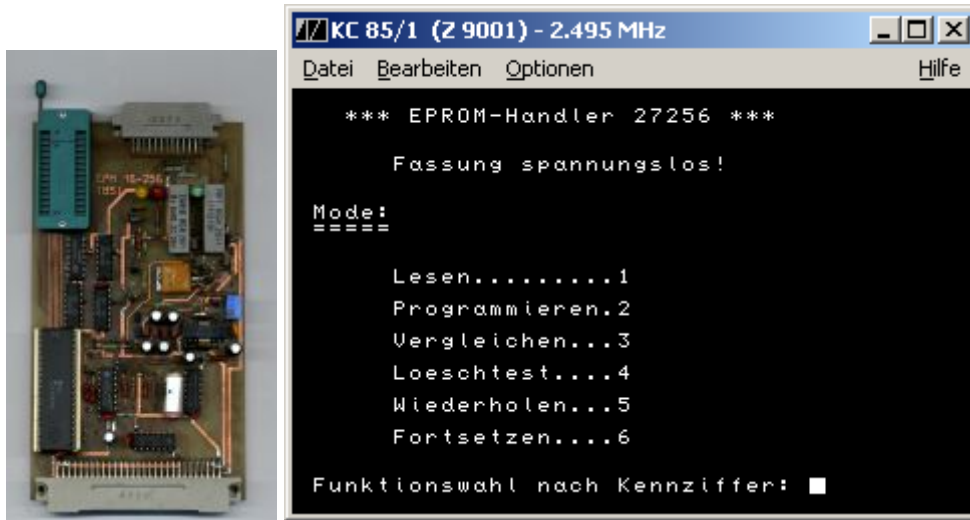 KC 85/1 (Z 9001) - 2.495 MHz
Datei Bearbeiten Optionen Hilfe
*** EPROM-Handler 27256 ***
Fassung spannungslos!
Mode:
=====
Lesen.........1
Programmieren.2
Vergleichen...3
Loeschtest....4
Wiederholen...5
Fortsetzen....6
Funktionswahl nach Kennziffer: